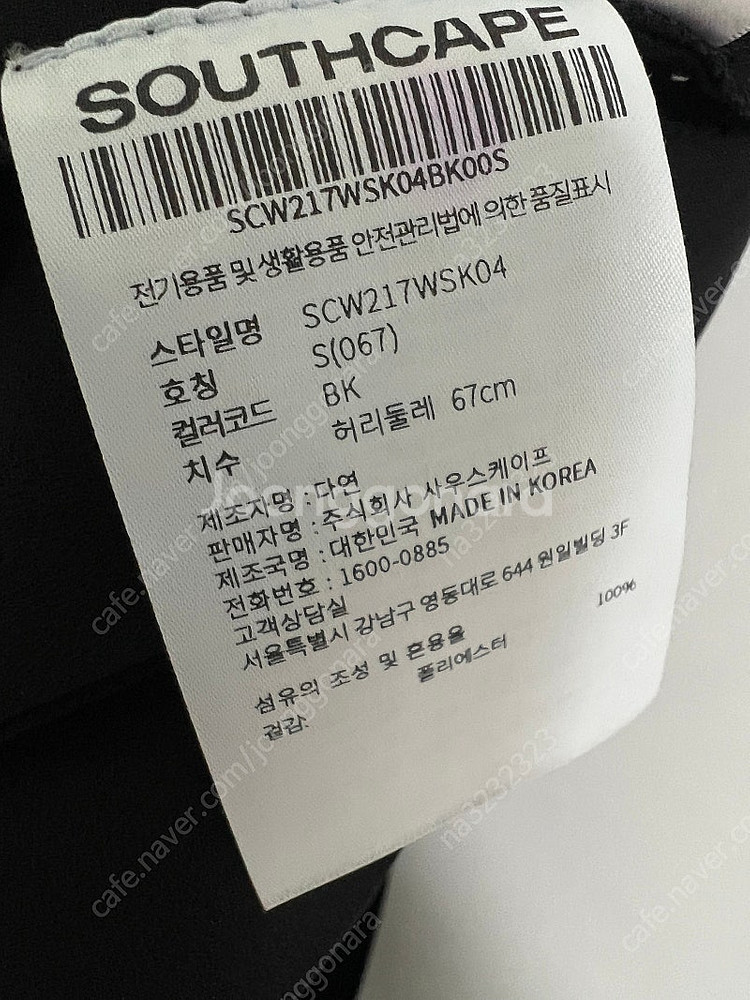 SOUTHCAPE
SCW217WSK04BK00S
전기용품 및 생활용품 안전관리법에 의한 품질표시
스타일명 SCW217WSK04
호칭 S(067)
컬러코드 BK
치수 허리둘레 67cm
제조자명 : 다연
판매자명 : 주식회사 사우스케이프
제조국명 : 대한민국 MADE IN KOREA
전화번호 : 1600-0885
고객상담실
서울특별시 강남구 영동대로 644 원일빌딩 3F
섬유의 조성 및 혼용율
겉감: 폴리에스터 100%
joonggonara
cafe.naver.com/joonggonara
na3232323